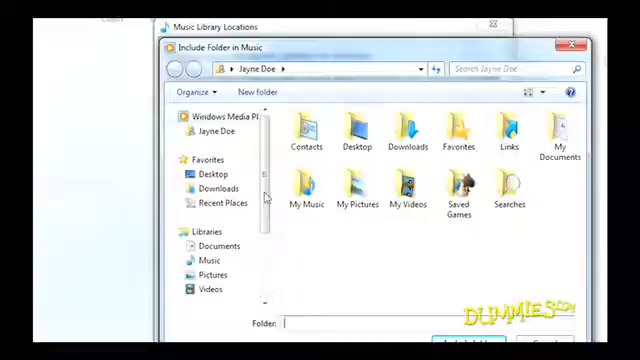 Music Library Locations
Include Folder in Music
Jayne Doe
Search Jayne Doe
Organize
New folder
Windows Media Pl
Jayne Doe
Favorites
Desktop
Downloads
Recent Places
Libraries
Documents
Music
Pictures
Videos
Contacts
Desktop
Downloads
Favorites
Links
My Documents
My Music
My Pictures
My Videos
Saved Games
Searches
Folder:
DUMMIES.COM